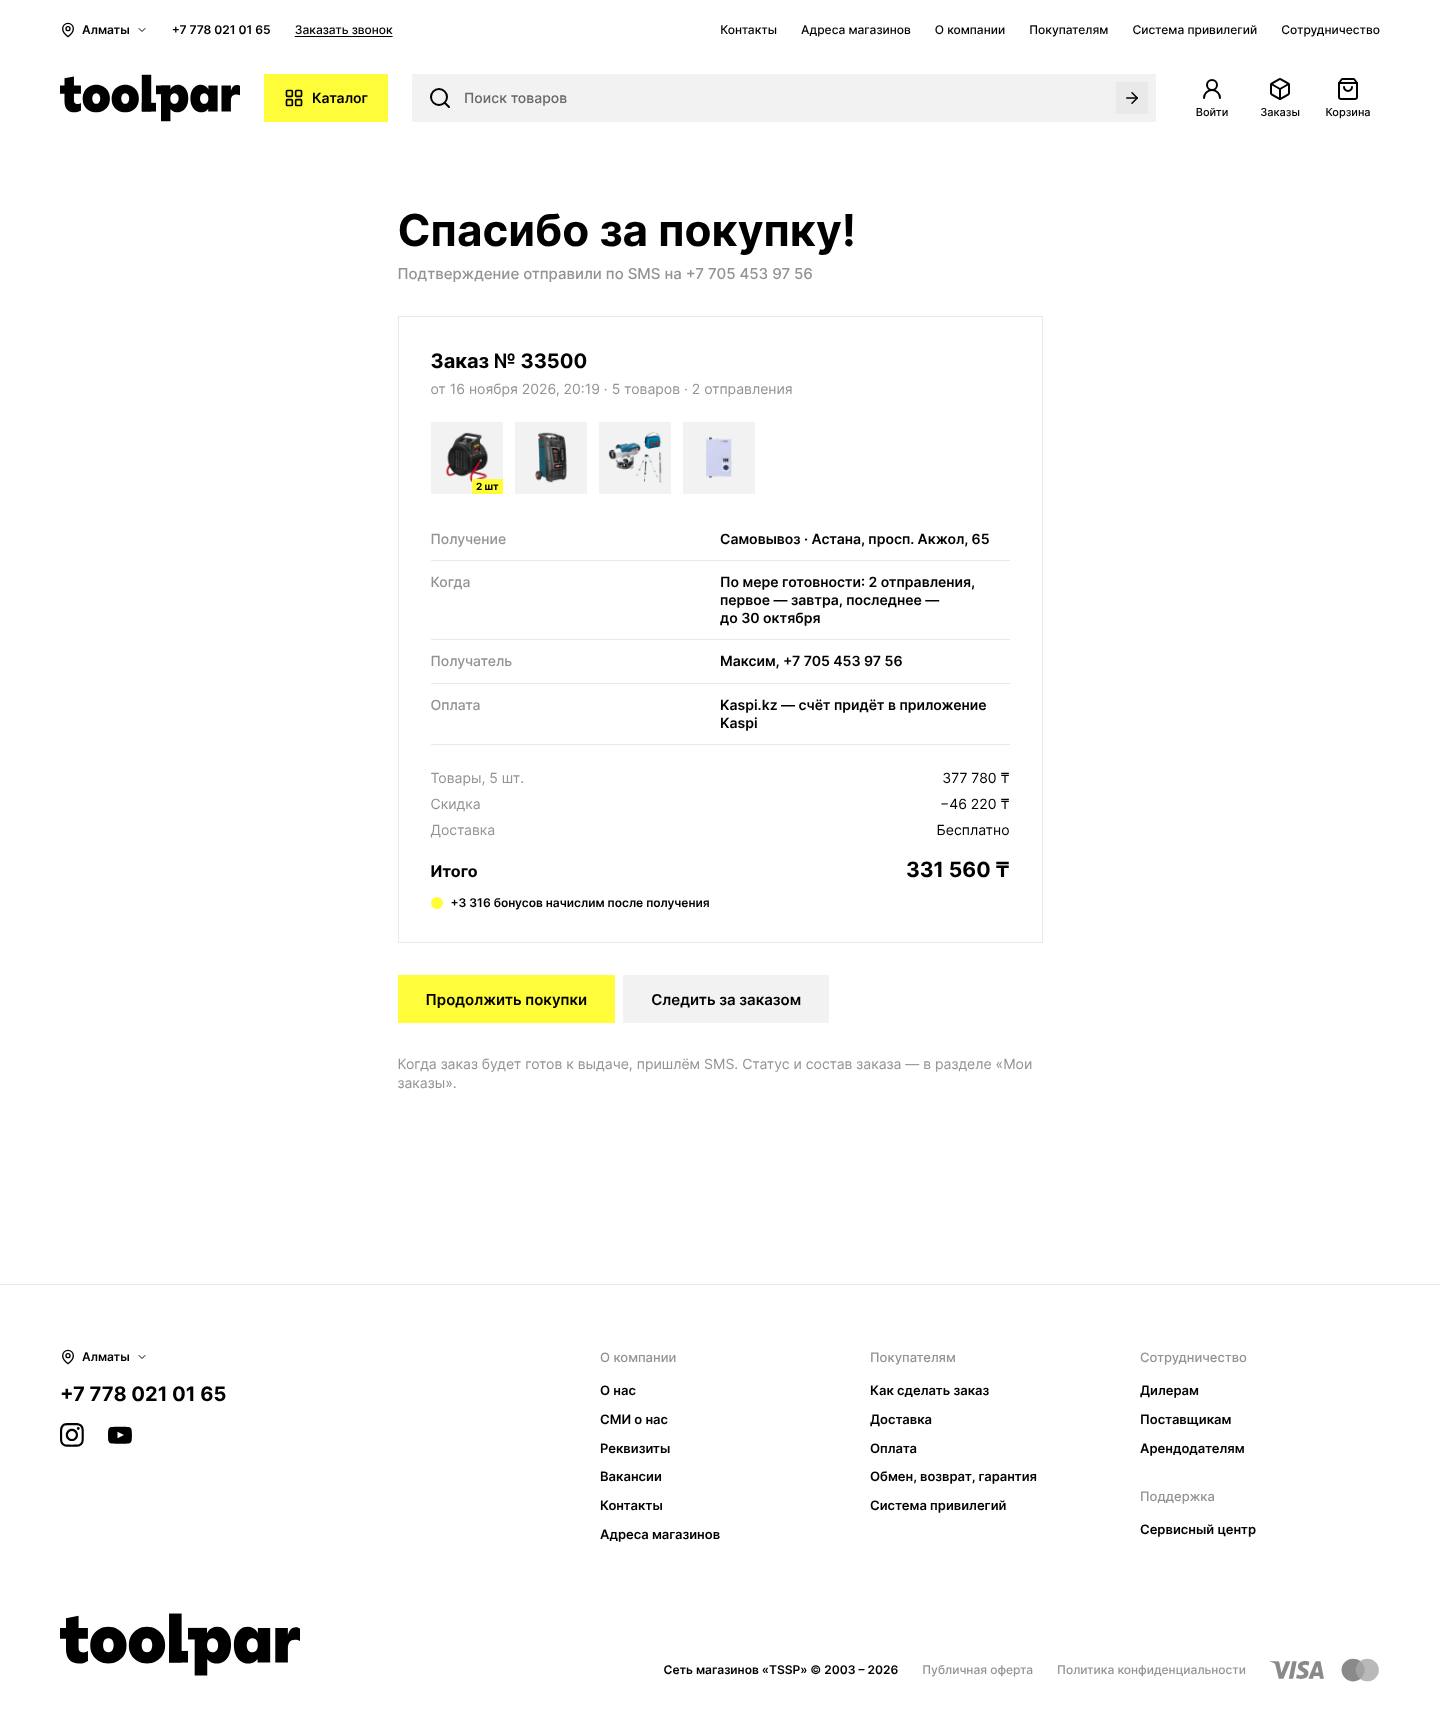 Алматы +7 778 021 01 65 Заказать звонок Контакты Адреса магазинов О компании Покупателям Система привилегий Сотрудничество
toolpar Каталог Поиск товаров Войти Заказы Корзина
Спасибо за покупку!
Подтверждение отправили по SMS на +7 705 453 97 56
Заказ № 33500
от 16 ноября 2026, 20:19 · 5 товаров · 2 отправления
2 шт
Получение Самовывоз · Астана, просп. Акжол, 65
Когда По мере готовности: 2 отправления,
первое — завтра, последнее —
до 30 октября
Получатель Максим, +7 705 453 97 56
Оплата Kaspi.kz — счёт придёт в приложение
Kaspi
Товары, 5 шт. 377 780 ₸
Скидка −46 220 ₸
Доставка Бесплатно
Итого 331 560 ₸
+3 316 бонусов начислим после получения
Продолжить покупки Следить за заказом
Когда заказ будет готов к выдаче, пришлём SMS. Статус и состав заказа — в разделе «Мои
заказы».
Алматы
+7 778 021 01 65
О компании
О нас
СМИ о нас
Реквизиты
Вакансии
Контакты
Адреса магазинов
Покупателям
Как сделать заказ
Доставка
Оплата
Обмен, возврат, гарантия
Система привилегий
Сотрудничество
Дилерам
Поставщикам
Арендодателям
Поддержка
Сервисный центр
toolpar
Сеть магазинов «TSSP» © 2003 – 2026 Публичная оферта Политика конфиденциальности VISA